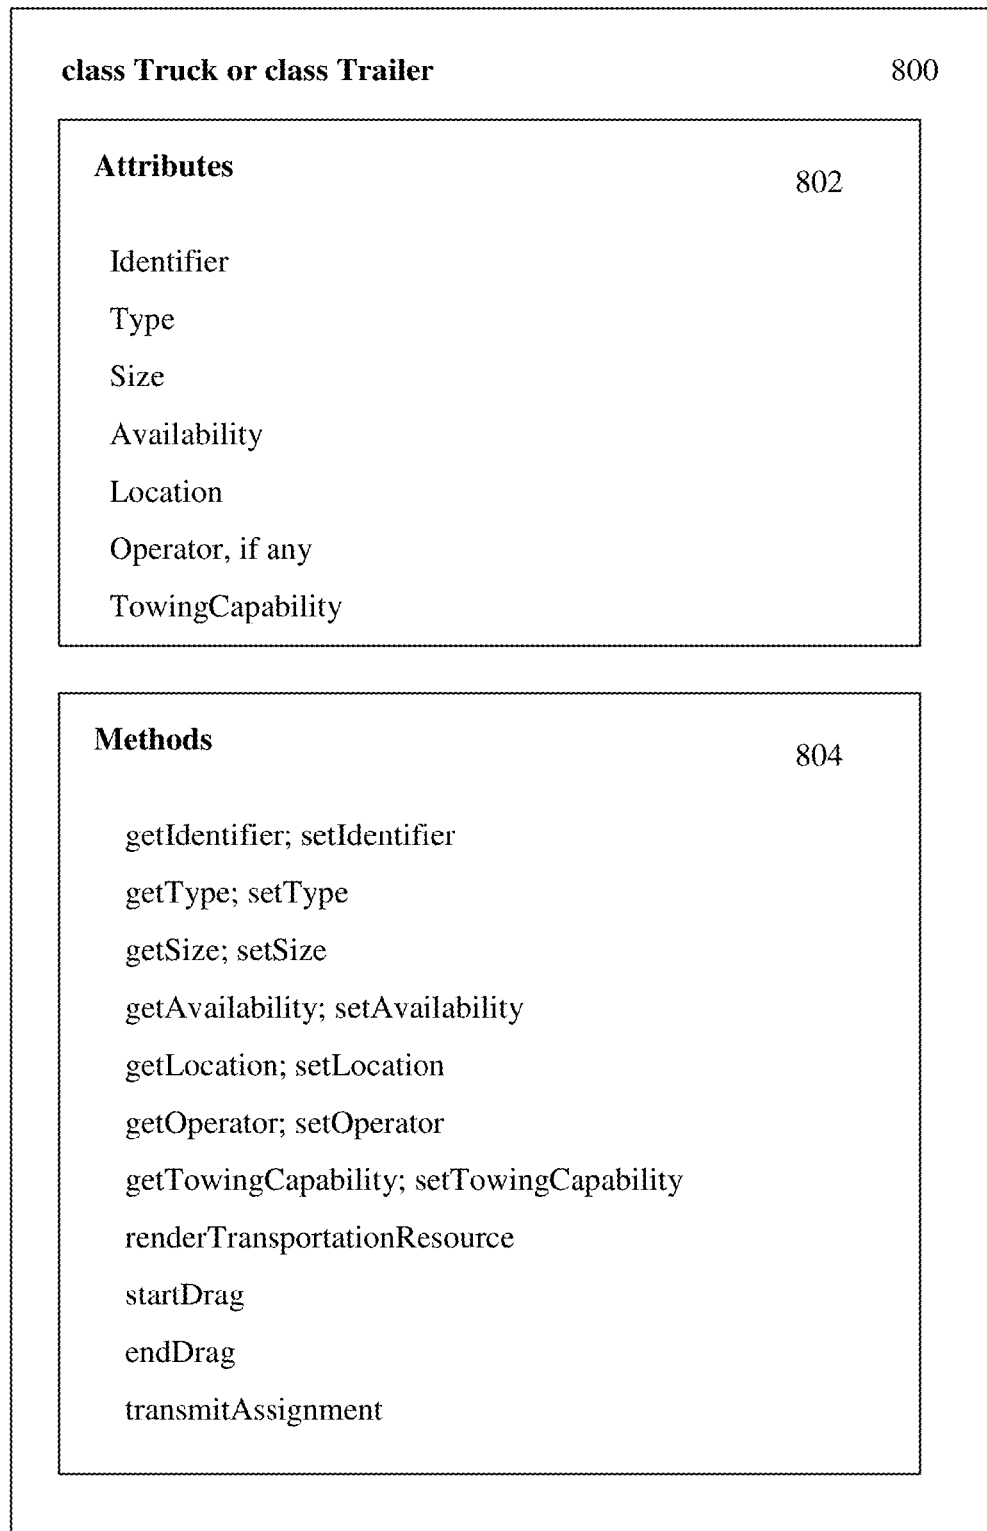 class Truck or class Trailer 800
Attributes 802
Identifier
Type
Size
Availability
Location
Operator, if any
TowingCapability
Methods 804
getIdentifier; setIdentifier
getType; setType
getSize; setSize
getAvailability; setAvailability
getLocation; setLocation
getOperator; setOperator
getTowingCapability; setTowingCapability
renderTransportationResource
startDrag
endDrag
transmitAssignment